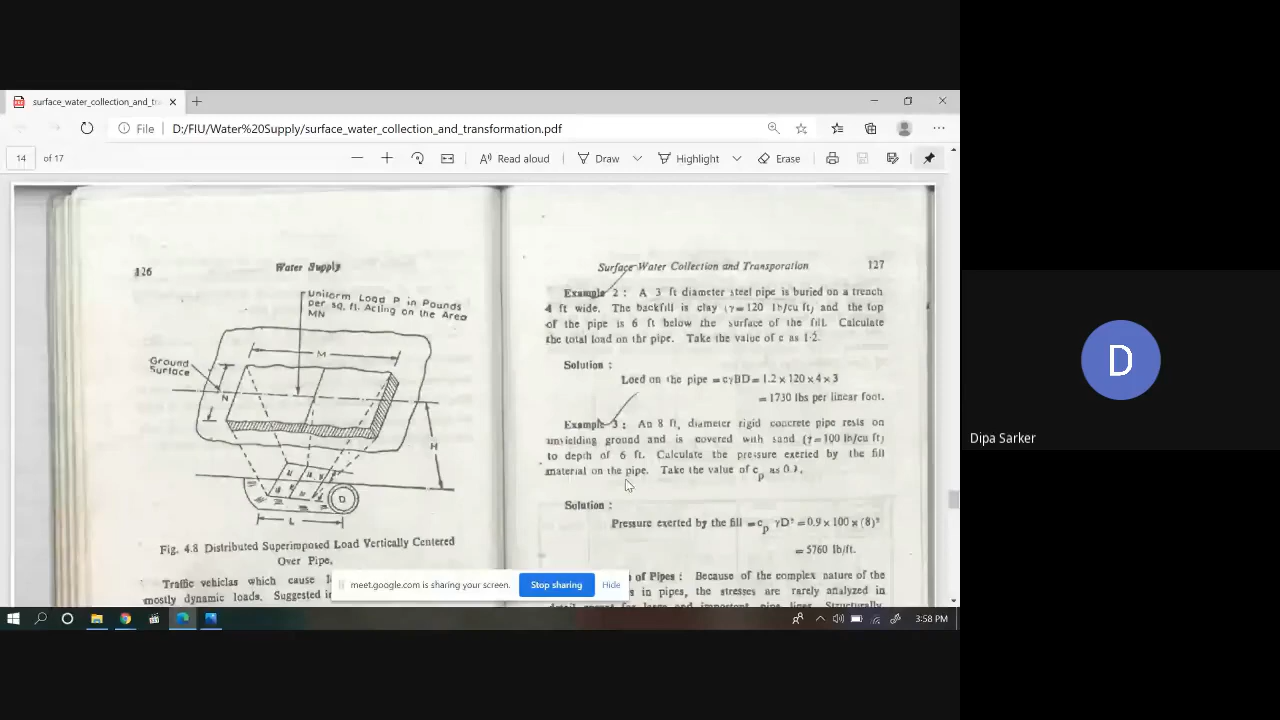 surface_water_collection_and_tra
File D:/FIU/Water%20Supply/surface_water_collection_and_transformation.pdf
14 of 17 Read aloud Draw Highlight Erase
126 Water Supply
Uniform Load P in Pounds
per sq. ft. Acting on the Area
MN
M
Ground
Surface
N
H
D
L
Fig. 4.8 Distributed Superimposed Load Vertically Centered
Over Pipe.
Traffic vehicles which cause
mostly dynamic loads. Suggested
Surface Water Collection and Transporation 127
Example 2 : A 3 ft diameter steel pipe is buried on a trench
4 ft wide. The backfill is clay (γ=120 lb/cu ft) and the top
of the pipe is 6 ft below the surface of the fill. Calculate
the total load on thr pipe. Take the value of c as 1·2.
Solution :
Loed on the pipe =cγBD=1.2×120×4×3
=1730 lbs per linear foot.
Example 3 : An 8 ft, diameter rigid concrete pipe rests on
unyielding ground and is covered with sand (γ=100 lb/cu ft)
to depth of 6 ft. Calculate the pressure exerted by the fill
material on the pipe. Take the value of cp as
Solution :
Pressure exerted by the fill =cp γD²=0.9×100×(8)²
=5760 lb/ft.
of Pipes : Because of the complex nature of the
in pipes, the stresses are rarely analyzed in
meet.google.com is sharing your screen. Stop sharing Hide
3:58 PM
D
Dipa Sarker